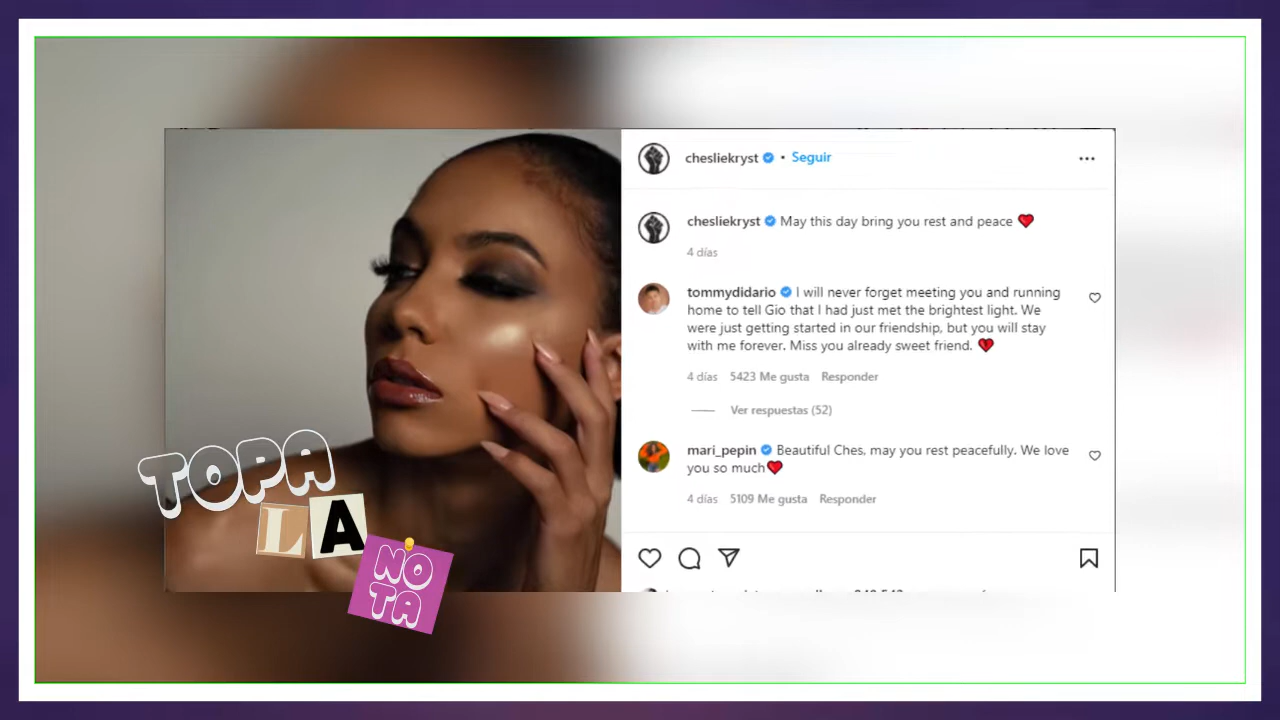 chesliekryst • Seguir
chesliekryst May this day bring you rest and peace
4 días
tommydidario I will never forget meeting you and running
home to tell Gio that I had just met the brightest light. We
were just getting started in our friendship, but you will stay
with me forever. Miss you already sweet friend.
4 días 5423 Me gusta Responder
Ver respuestas (52)
mari_pepin Beautiful Ches, may you rest peacefully. We love
you so much
4 días 5109 Me gusta Responder
TOPA
LA
NO
TA